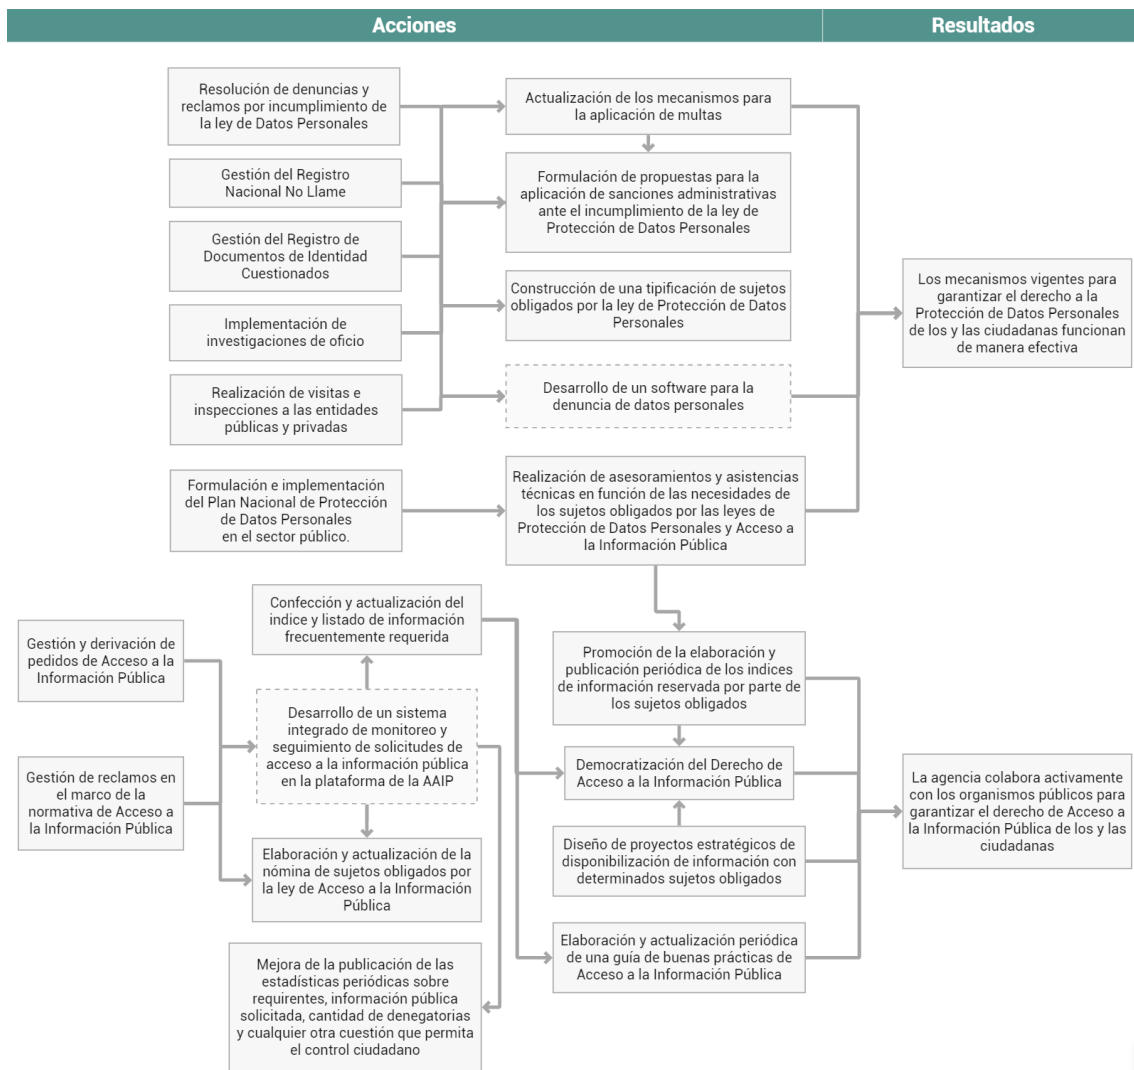 Acciones
Resultados
Resolución de denuncias y
reclamos por incumplimiento de
la ley de Datos Personales
Gestión del Registro
Nacional No Llame
Gestión del Registro de
Documentos de Identidad
Cuestionados
Implementación de
investigaciones de oficio
Realización de visitas e
inspecciones a las entidades
públicas y privadas
Formulación e implementación
del Plan Nacional de Protección
de Datos Personales
en el sector público.
Actualización de los mecanismos para
la aplicación de multas
Formulación de propuestas para la
aplicación de sanciones administrativas
ante el incumplimiento de la ley de
Protección de Datos Personales
Construcción de una tipificación de sujetos
obligados por la ley de Protección de Datos
Personales
Desarrollo de un software para la
denuncia de datos personales
Realización de asesoramientos y asistencias
técnicas en función de las necesidades de
los sujetos obligados por las leyes de
Protección de Datos Personales y Acceso a
la Información Pública
Los mecanismos vigentes para
garantizar el derecho a la
Protección de Datos Personales
de los y las ciudadanas funcionan
de manera efectiva
Gestión y derivación de
pedidos de Acceso a la
Información Pública
Gestión de reclamos en
el marco de la
normativa de Acceso a
la Información Pública
Confección y actualización del
indice y listado de información
frecuentemente requerida
Desarrollo de un sistema
integrado de monitoreo y
seguimiento de solicitudes de
acceso a la información pública
en la plataforma de la AAIP
Elaboración y actualización de la
nómina de sujetos obligados por
la ley de Acceso a la Información
Pública
Mejora de la publicación de las
estadísticas periódicas sobre
requirentes, información pública
solicitada, cantidad de denegatorias
y cualquier otra cuestión que permita
el control ciudadano
Promoción de la elaboración y
publicación periódica de los indices
de información reservada por parte de
los sujetos obligados
Democratización del Derecho de
Acceso a la Información Pública
Diseño de proyectos estratégicos de
disponibilización de información con
determinados sujetos obligados
Elaboración y actualización periódica
de una guía de buenas prácticas de
Acceso a la Información Pública
La agencia colabora activamente
con los organismos públicos para
garantizar el derecho de Acceso a
la Información Pública de los y las
ciudadanas